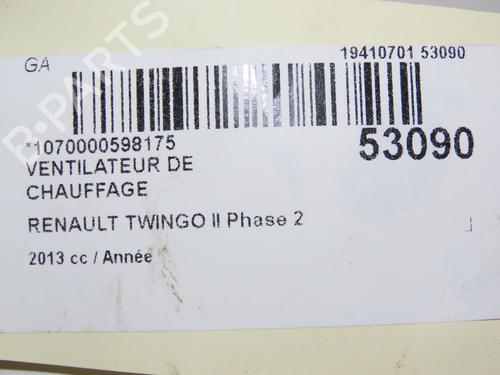 GA
19410701 53090
*1070000598175
53090
VENTILATEUR DE
CHAUFFAGE
RENAULT TWINGO II Phase 2
2013 cc / Année
B-PARTS